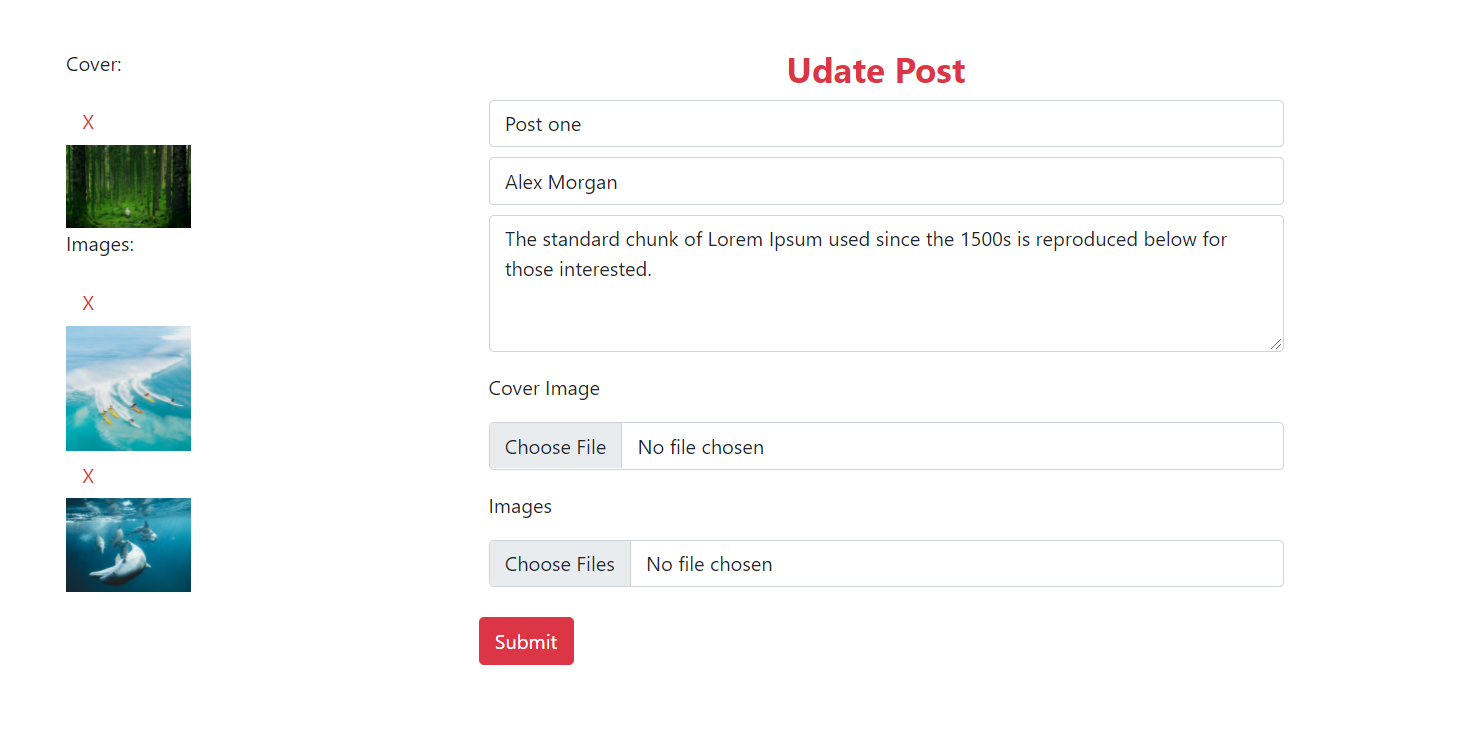 Cover:
X
Images:
X
X
Udate Post
Post one
Alex Morgan
The standard chunk of Lorem Ipsum used since the 1500s is reproduced below for
those interested.
Cover Image
Choose File No file chosen
Images
Choose Files No file chosen
Submit